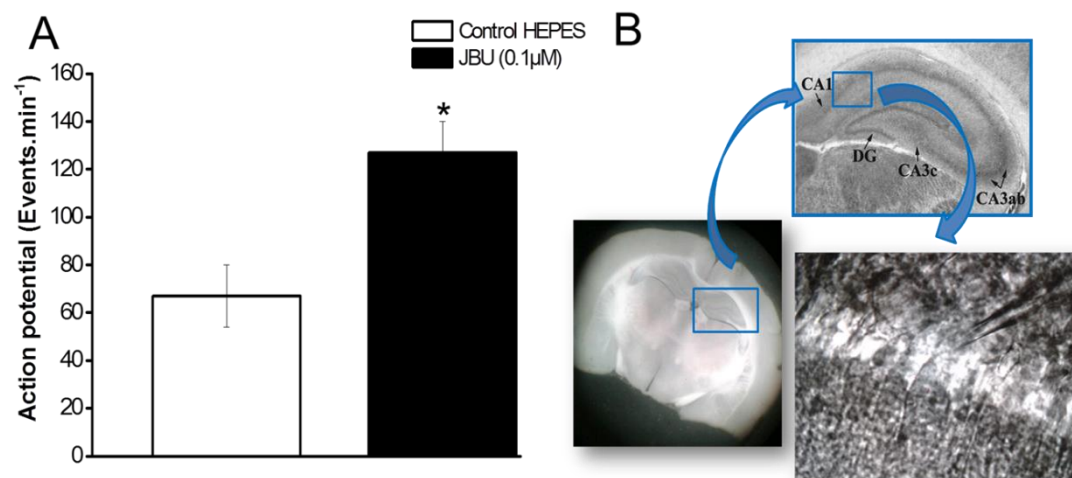 A
Control HEPES
JBU (0.1µM)
Action potential (Events.min⁻¹)
160
140
120
100
80
60
40
20
0
*
B
CA1
DG
CA3c
CA3ab